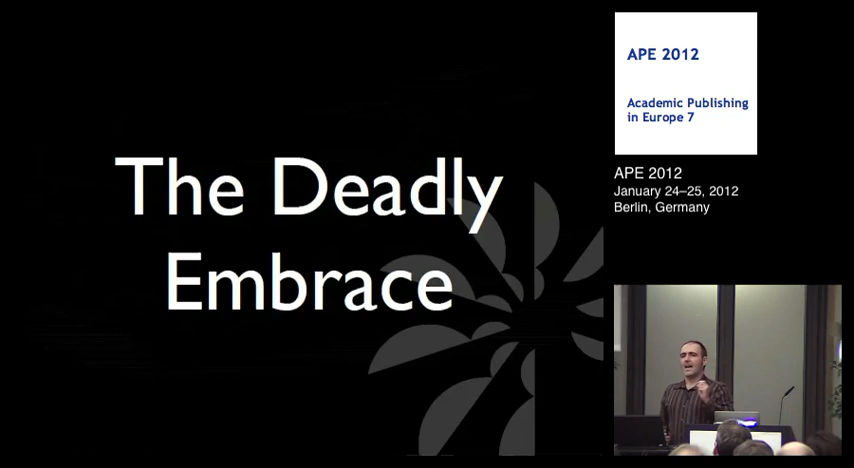 The Deadly
Embrace
APE 2012
Academic Publishing
in Europe 7
APE 2012
January 24–25, 2012
Berlin, Germany